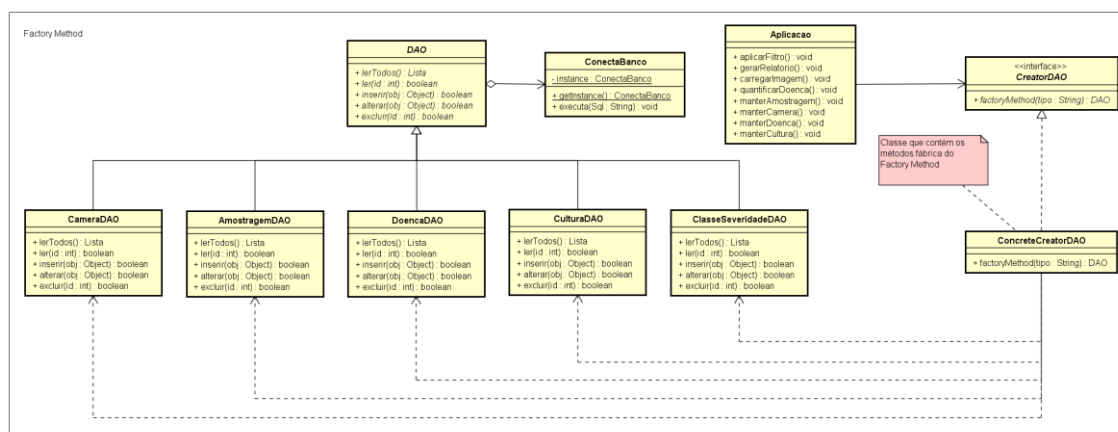 Factory Method
DAO
+ lerTodos() : Lista
+ ler(id : int) : boolean
+ inserir(obj : Object) : boolean
+ alterar(obj : Object) : boolean
+ excluir(id : int) : boolean
ConectaBanco
- instance : ConectaBanco
+ getInstance() : ConectaBanco
+ executa(Sql : String) : void
Aplicacao
+ aplicarFiltro() : void
+ gerarRelatorio() : void
+ carregarImagem() : void
+ quantificarDoenca() : void
+ manterAmostragem() : void
+ manterCamera() : void
+ manterDoenca() : void
+ manterCultura() : void
<<interface>>
CreatorDAO
+ factoryMethod(tipo : String) : DAO
Classe que contém os
métodos fábrica do
Factory Method
CameraDAO
+ lerTodos() : Lista
+ ler(id : int) : boolean
+ inserir(obj : Object) : boolean
+ alterar(obj : Object) : boolean
+ excluir(id : int) : boolean
AmostragemDAO
+ lerTodos() : Lista
+ ler(id : int) : boolean
+ inserir(obj : Object) : boolean
+ alterar(obj : Object) : boolean
+ excluir(id : int) : boolean
DoencaDAO
+ lerTodos() : Lista
+ ler(id : int) : boolean
+ inserir(obj : Object) : boolean
+ alterar(obj : Object) : boolean
+ excluir(id : int) : boolean
CulturaDAO
+ lerTodos() : Lista
+ ler(id : int) : boolean
+ inserir(obj : Object) : boolean
+ alterar(obj : Object) : boolean
+ excluir(id : int) : boolean
ClasseSeveridadeDAO
+ lerTodos() : Lista
+ ler(id : int) : boolean
+ inserir(obj : Object) : boolean
+ alterar(obj : Object) : boolean
+ excluir(id : int) : boolean
ConcreteCreatorDAO
+ factoryMethod(tipo : String) : DAO